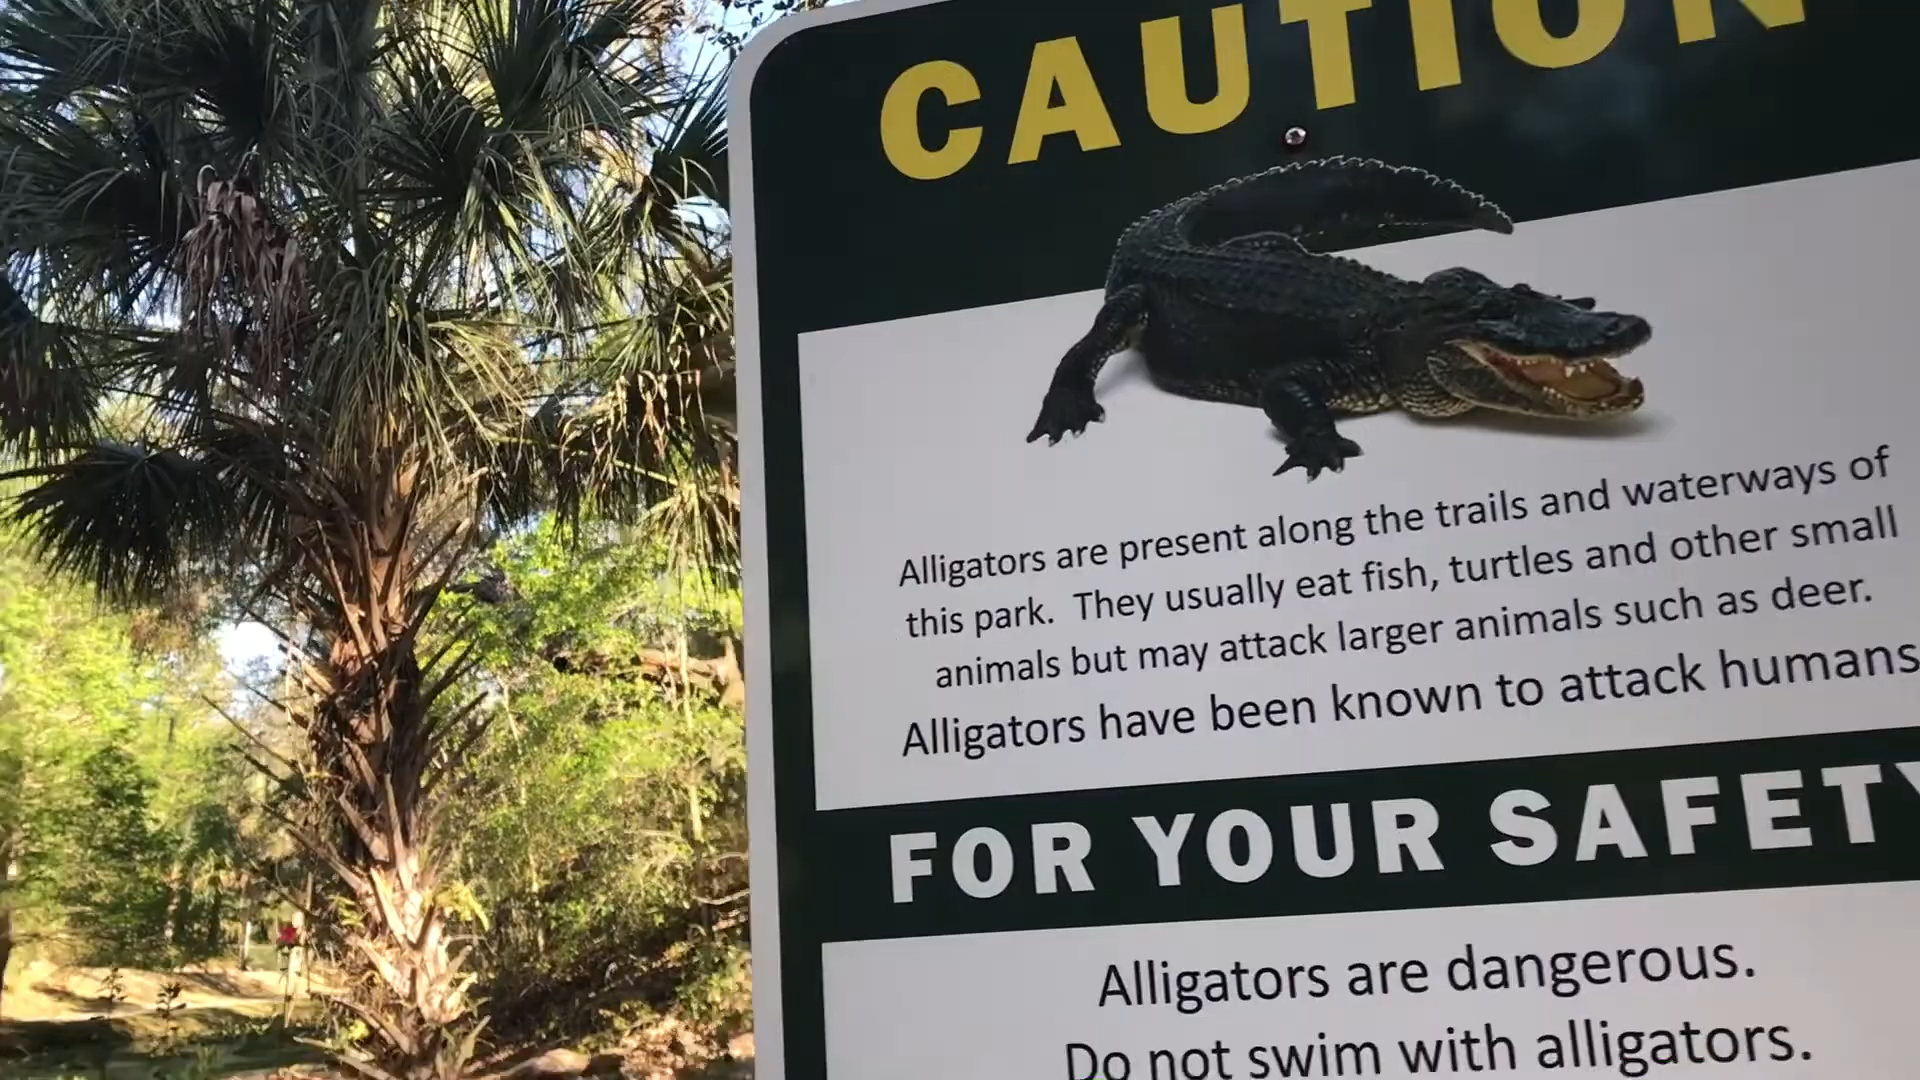 CAUTION
Alligators are present along the trails and waterways of
this park. They usually eat fish, turtles and other small
animals but may attack larger animals such as deer.
Alligators have been known to attack humans
FOR YOUR SAFETY
Alligators are dangerous.
Do not swim with alligators.